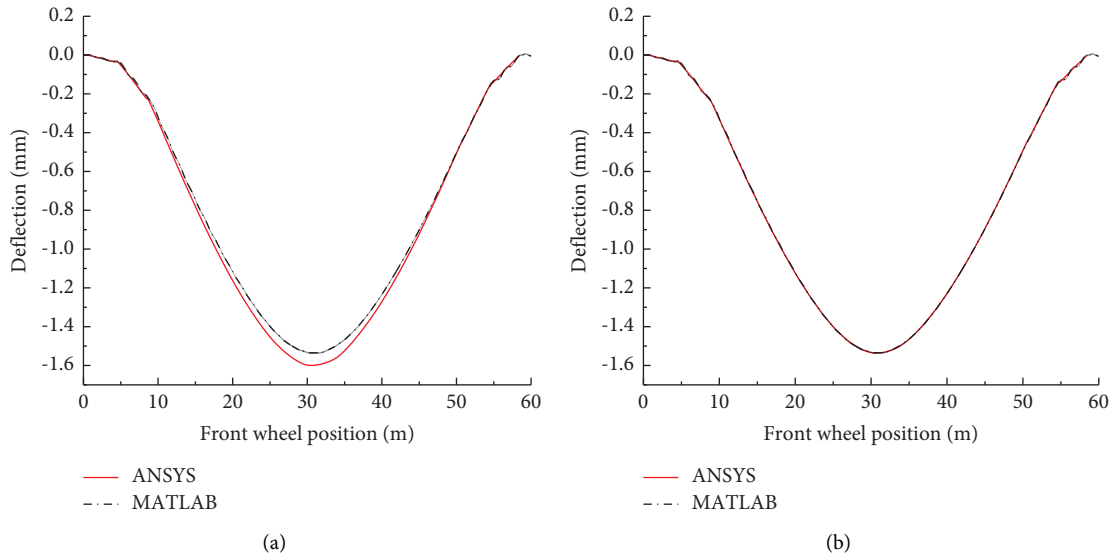 0.2
0.0
-0.2
-0.4
-0.6
-0.8
-1.0
-1.2
-1.4
-1.6
Deflection (mm)
0 10 20 30 40 50 60
Front wheel position (m)
ANSYS
MATLAB
(a)
0.2
0.0
-0.2
-0.4
-0.6
-0.8
-1.0
-1.2
-1.4
-1.6
Deflection (mm)
0 10 20 30 40 50 60
Front wheel position (m)
ANSYS
MATLAB
(b)